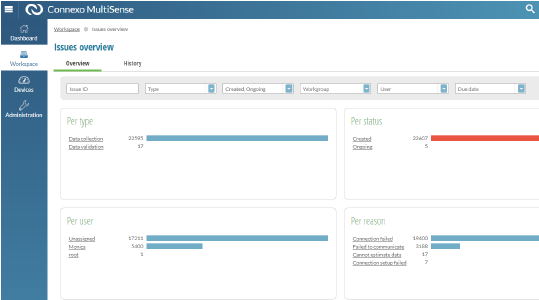 Connexo MultiSense
Dashboard
Workspace
Devices
Administration
Workspace Issues overview
Issues overview
Overview History
Issue ID Type Created, Ongoing Workgroup User Due date
Per type
Data collection 22595
Data validation 17
Per status
Created 22607
Ongoing 5
Per user
Unassigned 17211
Monica 5400
root 1
Per reason
Connection failed 19400
Failed to communicate 3188
Cannot estimate data 17
Connection setup failed 7